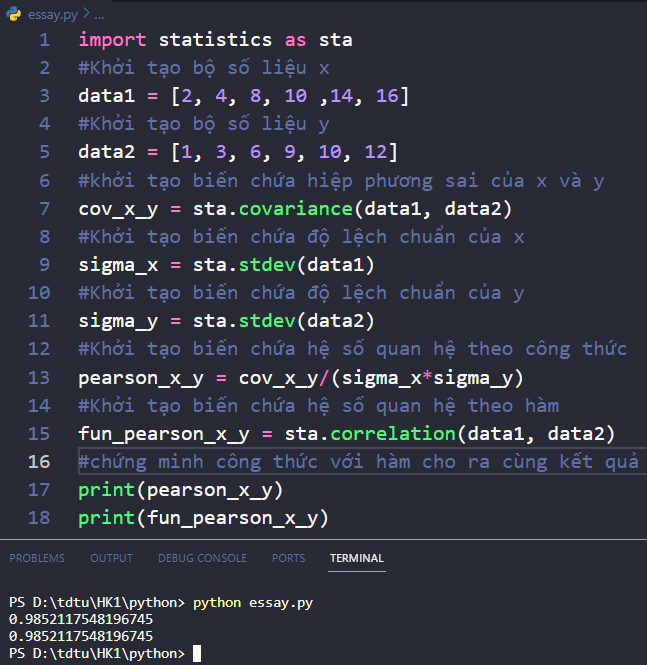 essay.py > ...
1 import statistics as sta
2 #Khởi tạo bộ số liệu x
3 data1 = [2, 4, 8, 10 ,14, 16]
4 #Khởi tạo bộ số liệu y
5 data2 = [1, 3, 6, 9, 10, 12]
6 #khởi tạo biến chứa hiệp phương sai của x và y
7 cov_x_y = sta.covariance(data1, data2)
8 #Khởi tạo biến chứa độ lệch chuẩn của x
9 sigma_x = sta.stdev(data1)
10 #Khởi tạo biến chứa độ lệch chuẩn của y
11 sigma_y = sta.stdev(data2)
12 #Khởi tạo biến chứa hệ số quan hệ theo công thức
13 pearson_x_y = cov_x_y/(sigma_x*sigma_y)
14 #Khởi tạo biến chứa hệ số quan hệ theo hàm
15 fun_pearson_x_y = sta.correlation(data1, data2)
16 #chứng minh công thức với hàm cho ra cùng kết quả
17 print(pearson_x_y)
18 print(fun_pearson_x_y)
PROBLEMS OUTPUT DEBUG CONSOLE PORTS TERMINAL
PS D:\tdtu\HK1\python> python essay.py
0.9852117548196745
0.9852117548196745
PS D:\tdtu\HK1\python>